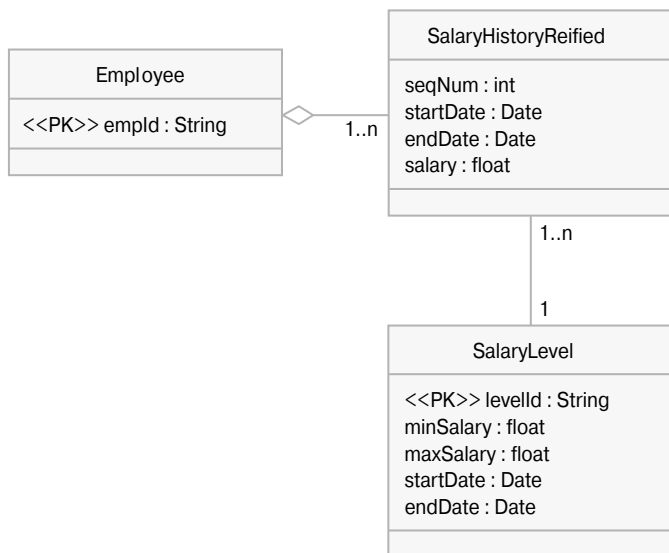 Employee
<<PK>> empId : String
1..n
SalaryHistoryReified
seqNum : int
startDate : Date
endDate : Date
salary : float
1..n
1
SalaryLevel
<<PK>> levelId : String
minSalary : float
maxSalary : float
startDate : Date
endDate : Date